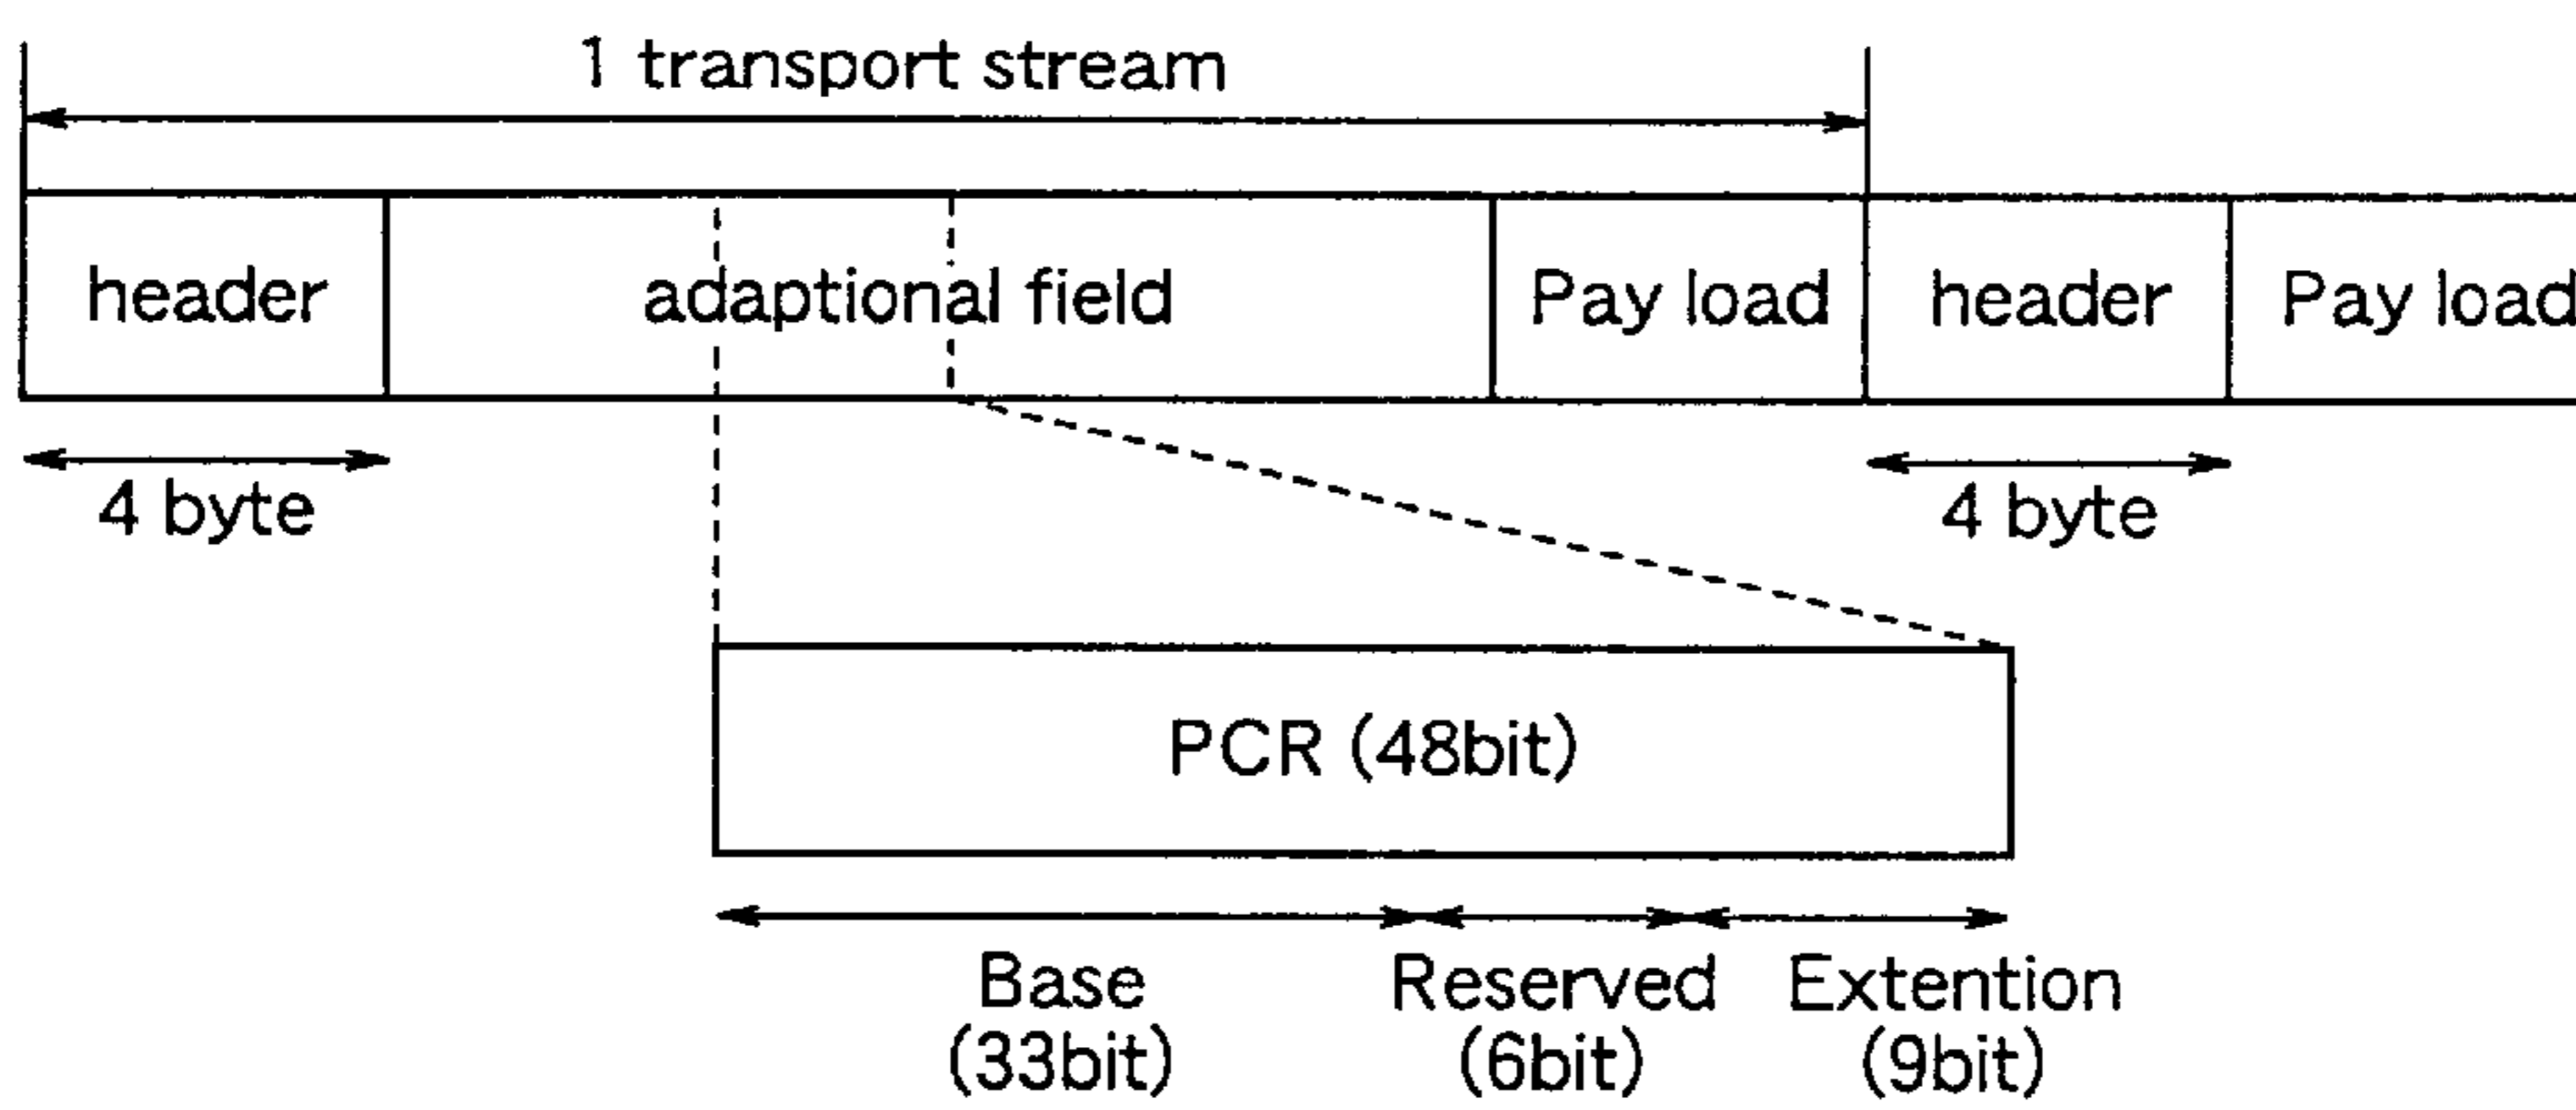 1 transport stream
header adaptional field Pay load header Pay load
4 byte 4 byte
PCR (48bit)
Base Reserved Extention
(33bit) (6bit) (9bit)